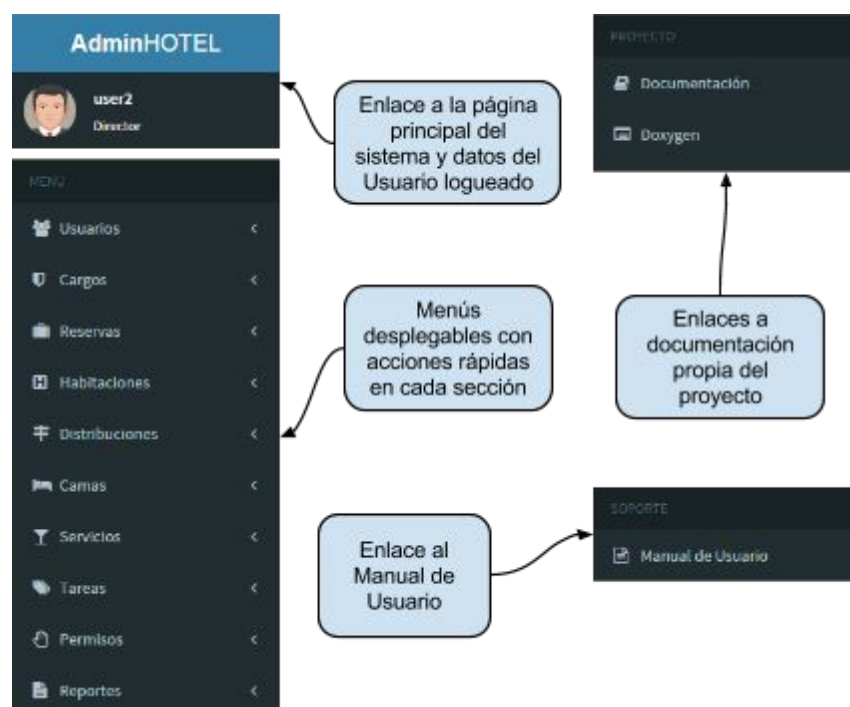 AdminHOTEL
user2
Director
MENÚ
Usuarios
Cargos
Reservas
Habitaciones
Distribuciones
Camas
Servicios
Tareas
Permisos
Reportes
Enlace a la página
principal del
sistema y datos del
Usuario logueado
Menús
desplegables con
acciones rápidas
en cada sección
Enlace al
Manual de
Usuario
PROYECTO
Documentación
Doxygen
Enlaces a
documentación
propia del
proyecto
SOPORTE
Manual de Usuario